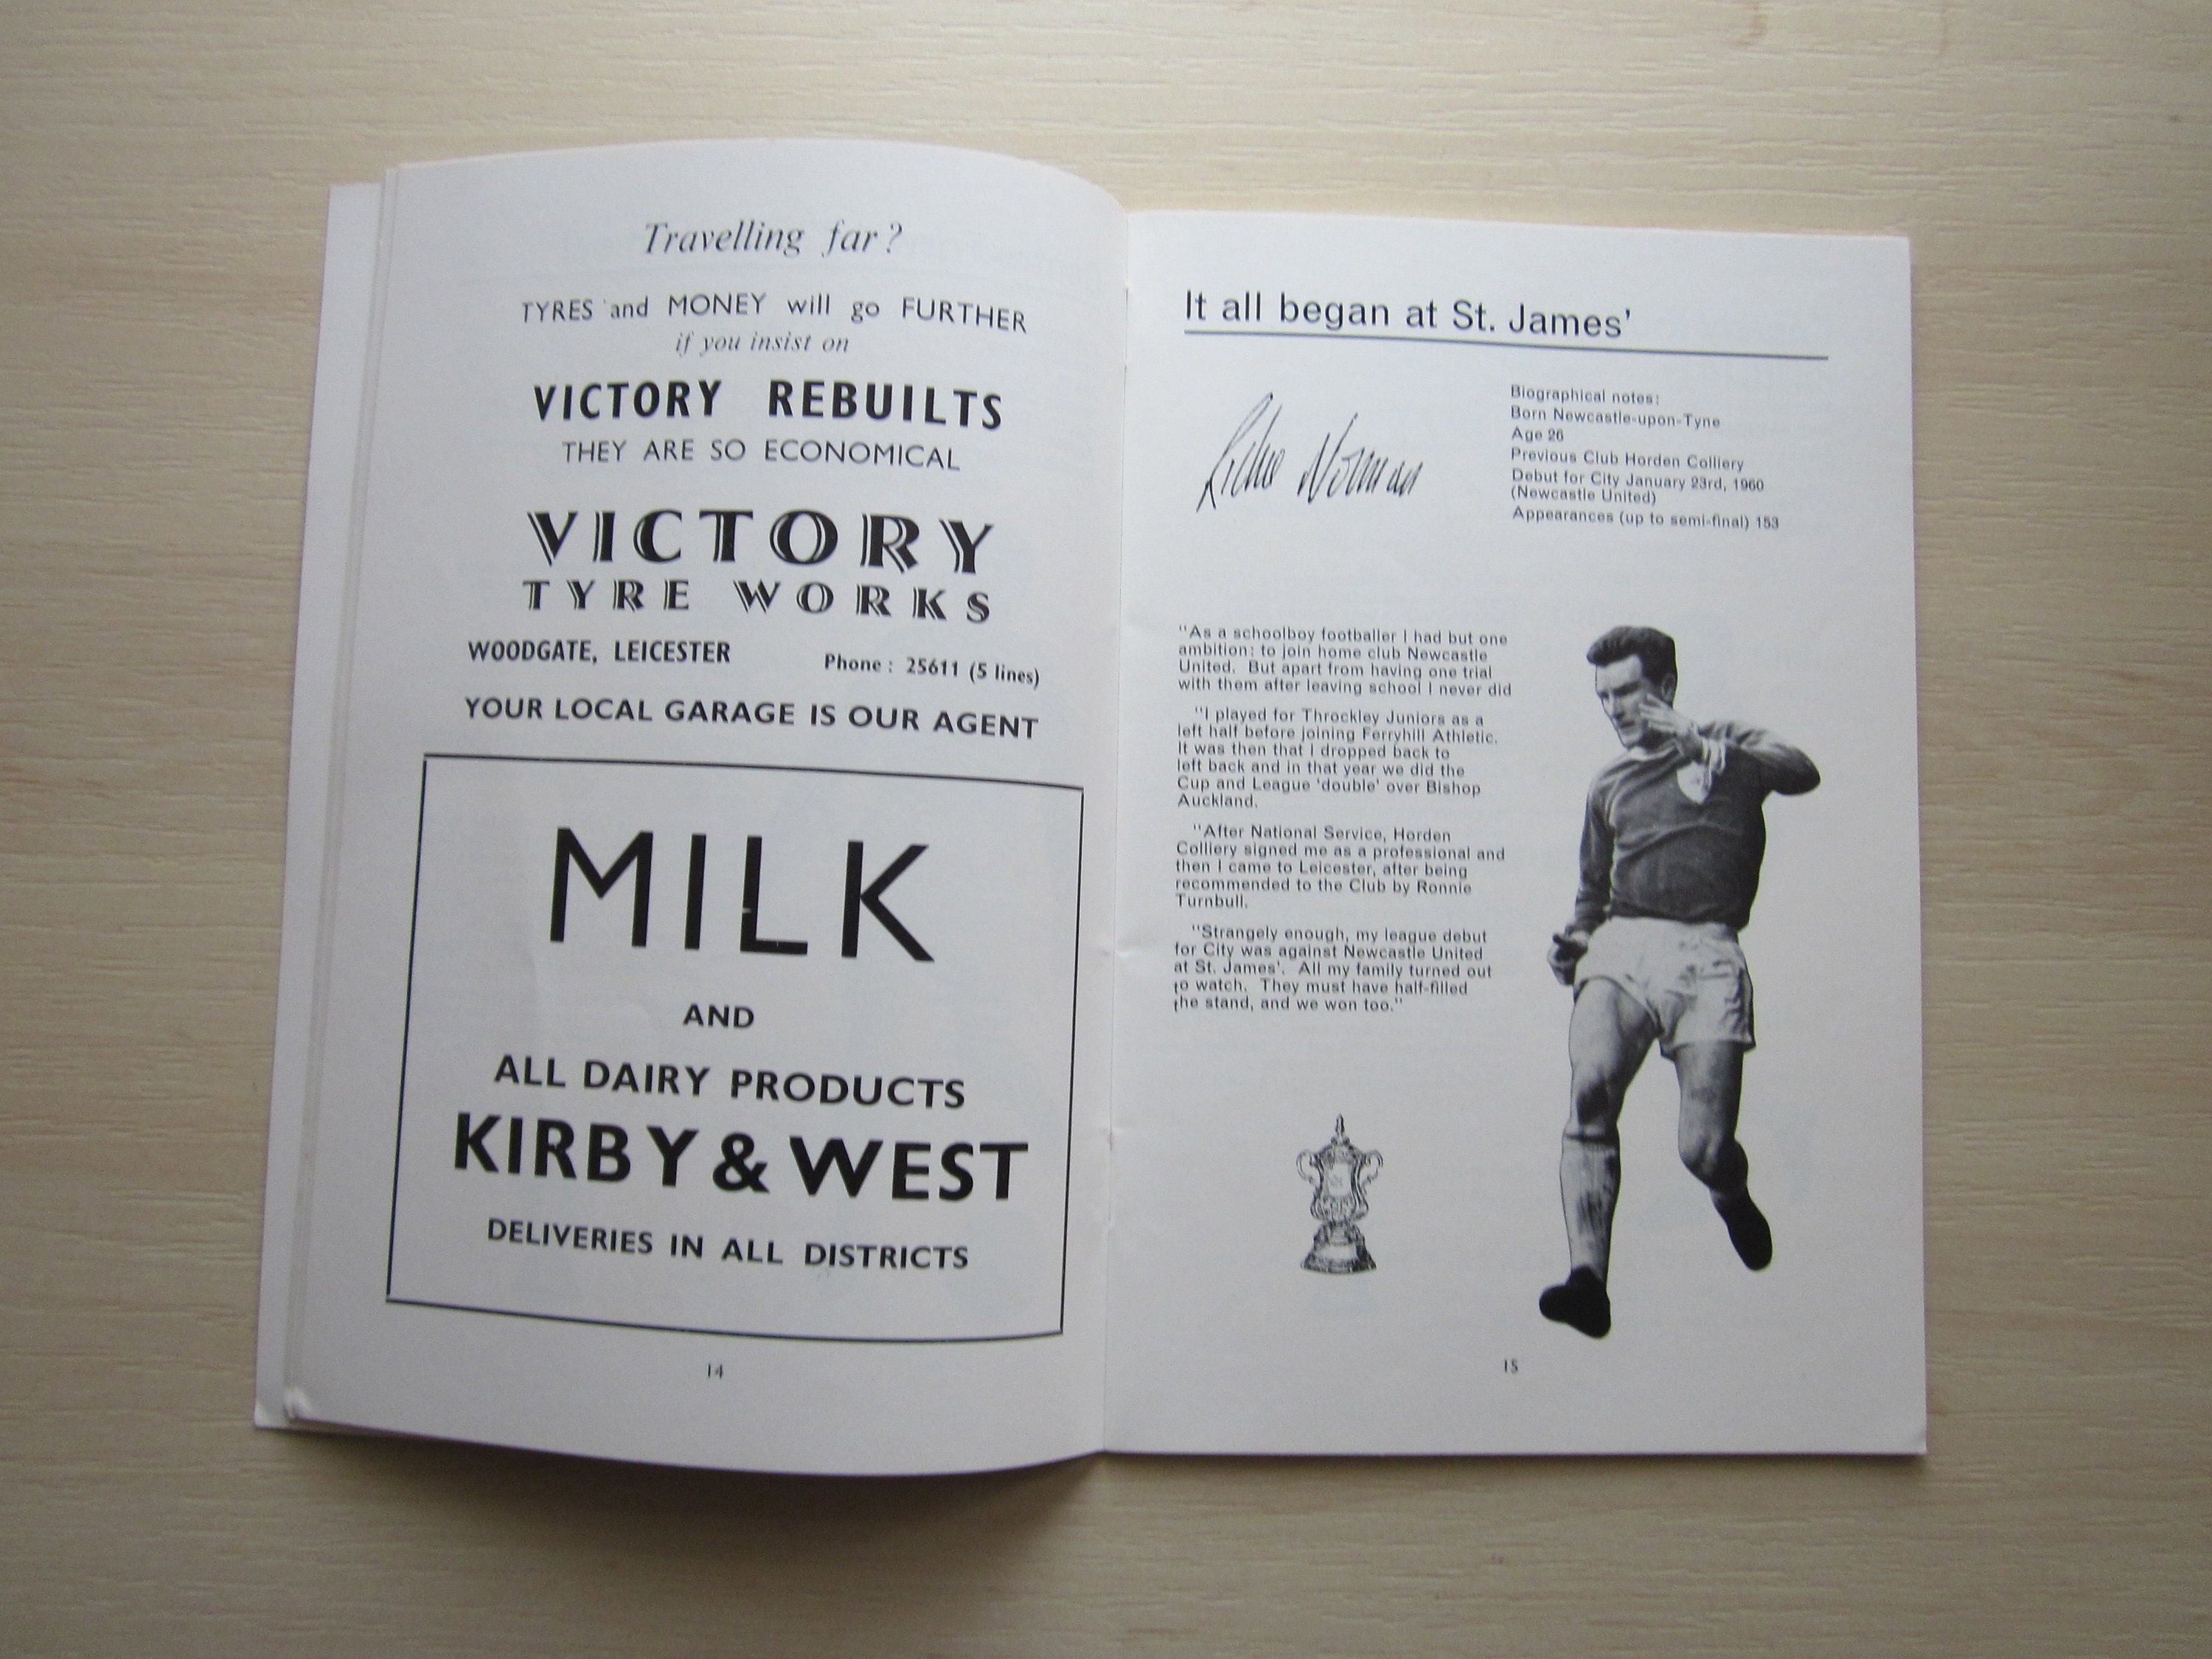 Travelling far?
TYRES and MONEY will go FURTHER
if you insist on
VICTORY REBUILTS
THEY ARE SO ECONOMICAL
VICTORY
TYRE WORKS
WOODGATE, LEICESTER Phone: 25611 (5 lines)
YOUR LOCAL GARAGE IS OUR AGENT
MILK
AND
ALL DAIRY PRODUCTS
KIRBY & WEST
DELIVERIES IN ALL DISTRICTS
14
It all began at St. James'
Richie Norman
Biographical notes:
Born Newcastle-upon-Tyne
Age 26
Previous Club Horden Colliery
Debut for City January 23rd, 1960
(Newcastle United)
Appearances (up to semi-final) 153
"As a schoolboy footballer I had but one
ambition: to join home club Newcastle
United. But apart from having one trial
with them after leaving school I never did
"I played for Throckley Juniors as a
left half before joining Ferryhill Athletic.
It was then that I dropped back to
left back and in that year we did the
Cup and League 'double' over Bishop
Auckland.
"After National Service, Horden
Colliery signed me as a professional and
then I came to Leicester, after being
recommended to the Club by Ronnie
Turnbull.
"Strangely enough, my league debut
for City was against Newcastle United
at St. James'. All my family turned out
to watch. They must have half-filled
the stand, and we won too."
15